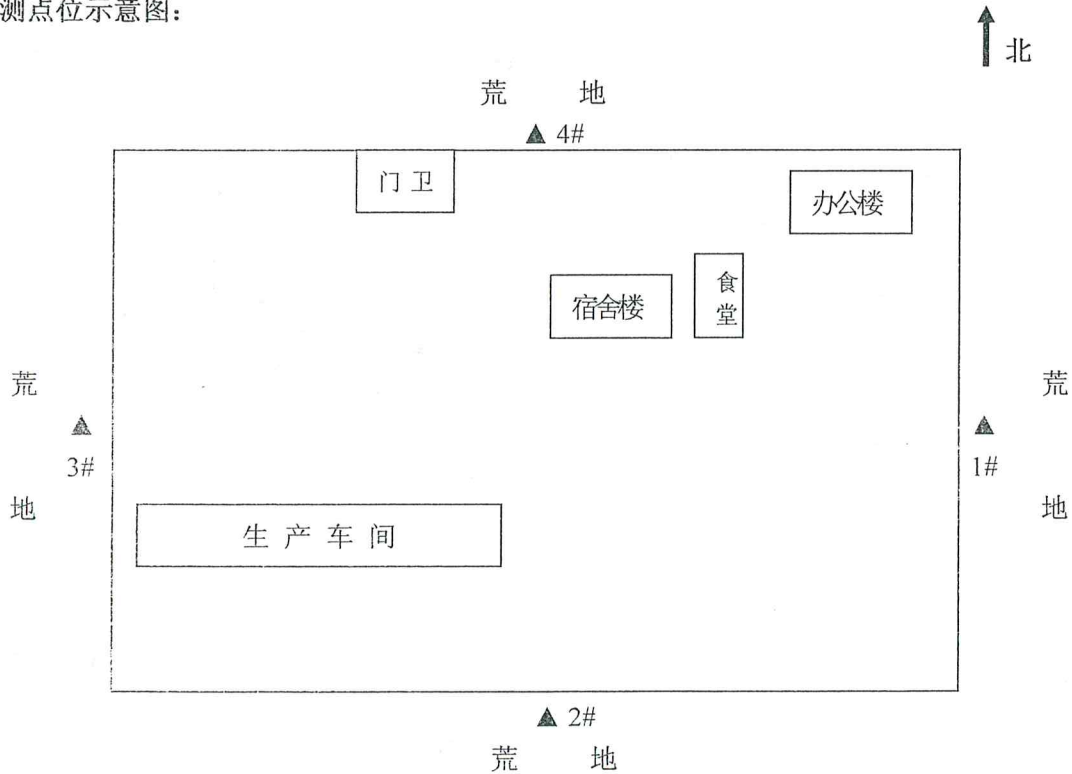 测点位示意图：
北
荒 地
▲ 4#
门卫
办公楼
宿舍楼
食堂
荒地
▲
3#
荒地
▲
1#
生产车间
▲ 2#
荒 地